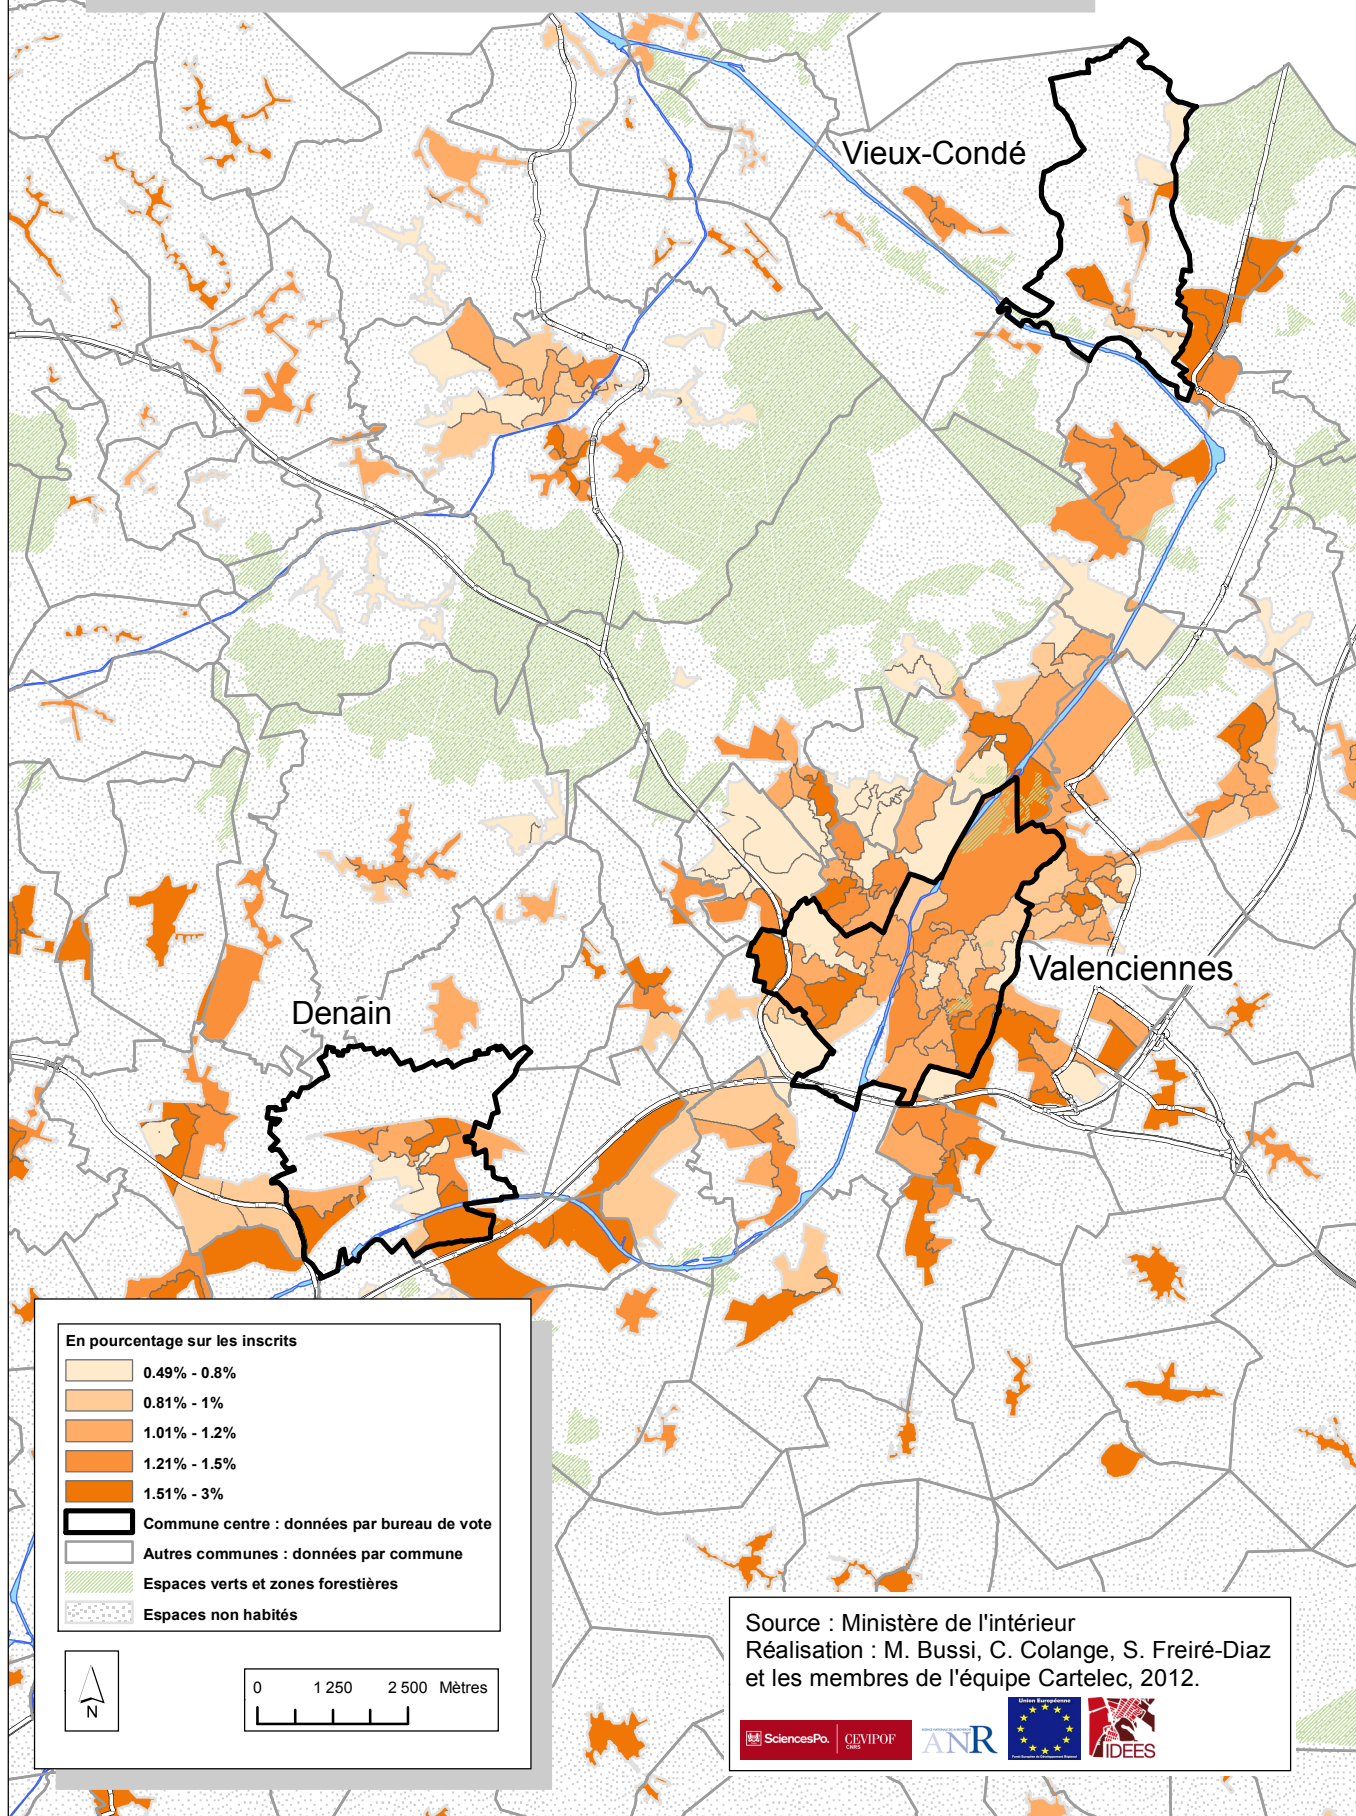 Vieux-Condé
Valenciennes
Denain
En pourcentage sur les inscrits
0.49% - 0.8%
0.81% - 1%
1.01% - 1.2%
1.21% - 1.5%
1.51% - 3%
Commune centre : données par bureau de vote
Autres communes : données par commune
Espaces verts et zones forestières
Espaces non habités
N
0 1 250 2 500 Mètres
Source : Ministère de l'intérieur
Réalisation : M. Bussi, C. Colange, S. Freiré-Diaz
et les membres de l'équipe Cartelec, 2012.
SciencesPo.
CEVIPOF
CNRS
ANR
Union Européenne
IDEES